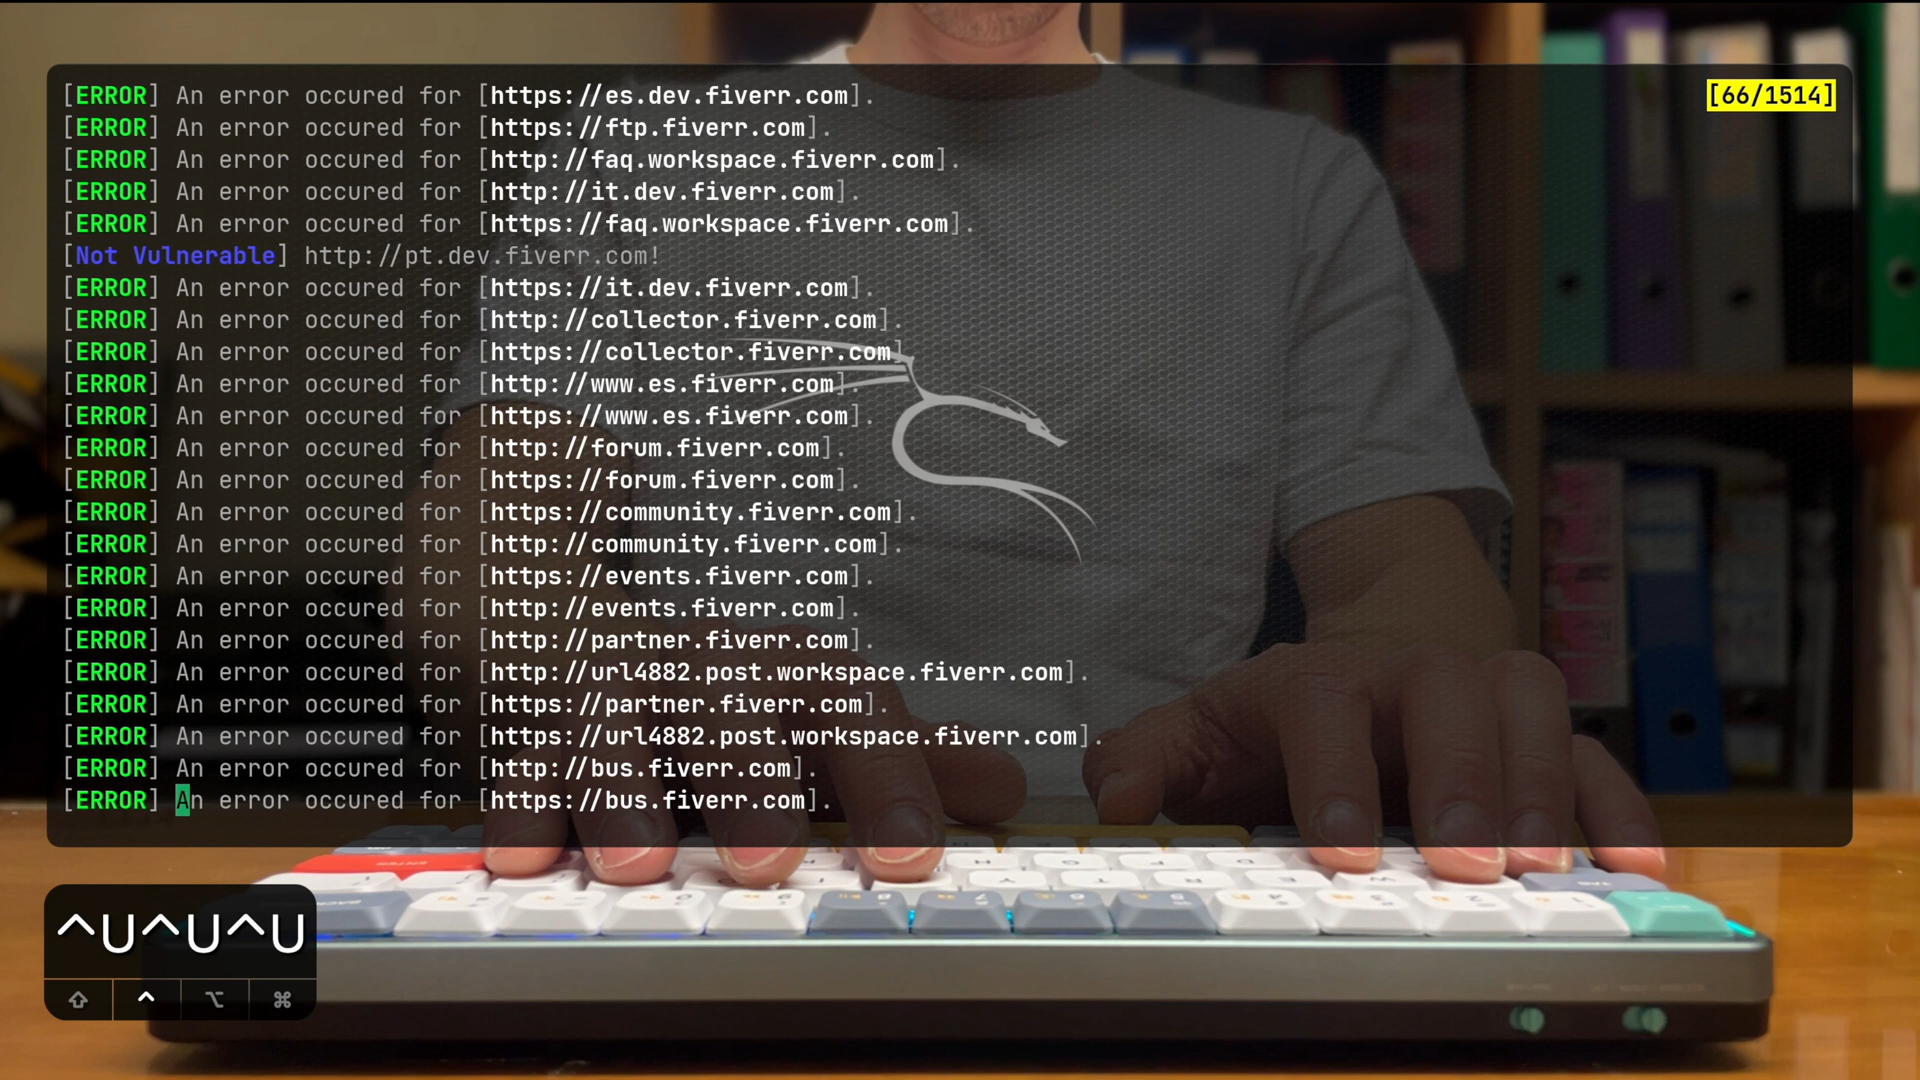 [ERROR] An error occured for [https://es.dev.fiverr.com]. [66/1514]
[ERROR] An error occured for [https://ftp.fiverr.com].
[ERROR] An error occured for [http://faq.workspace.fiverr.com].
[ERROR] An error occured for [http://it.dev.fiverr.com].
[ERROR] An error occured for [https://faq.workspace.fiverr.com].
[Not Vulnerable] http://pt.dev.fiverr.com!
[ERROR] An error occured for [https://it.dev.fiverr.com].
[ERROR] An error occured for [http://collector.fiverr.com].
[ERROR] An error occured for [https://collector.fiverr.com].
[ERROR] An error occured for [http://www.es.fiverr.com].
[ERROR] An error occured for [https://www.es.fiverr.com].
[ERROR] An error occured for [http://forum.fiverr.com].
[ERROR] An error occured for [https://forum.fiverr.com].
[ERROR] An error occured for [https://community.fiverr.com].
[ERROR] An error occured for [http://community.fiverr.com].
[ERROR] An error occured for [https://events.fiverr.com].
[ERROR] An error occured for [http://events.fiverr.com].
[ERROR] An error occured for [http://partner.fiverr.com].
[ERROR] An error occured for [http://url4882.post.workspace.fiverr.com].
[ERROR] An error occured for [https://partner.fiverr.com].
[ERROR] An error occured for [https://url4882.post.workspace.fiverr.com].
[ERROR] An error occured for [http://bus.fiverr.com].
[ERROR] An error occured for [https://bus.fiverr.com].
^U^U^U
⇧ ^ ⌥ ⌘